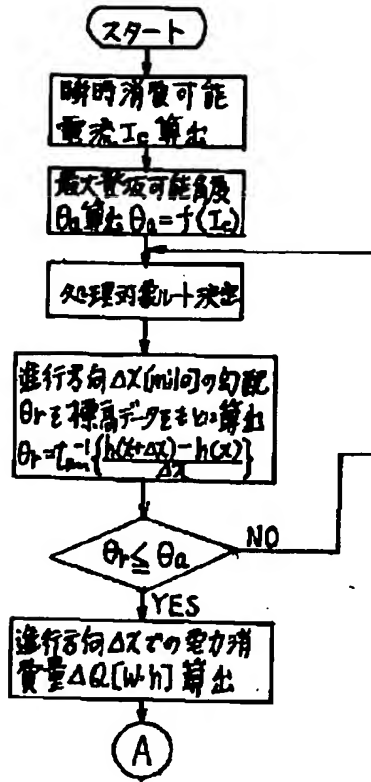 スタート
瞬時消費可能
電流Ic算出
最大登坂可能角度
θa算出 θa=f(Ic)
処理対象ルート決出
進行方向Δx[mile]の勾配
θrを標高データをもとに算出
θr=tan⁻¹{h(x+Δx)-h(x)/Δx}
θr≦θa
NO
YES
進行方向Δxでの電力消
費量ΔQ[W·h]算出
A